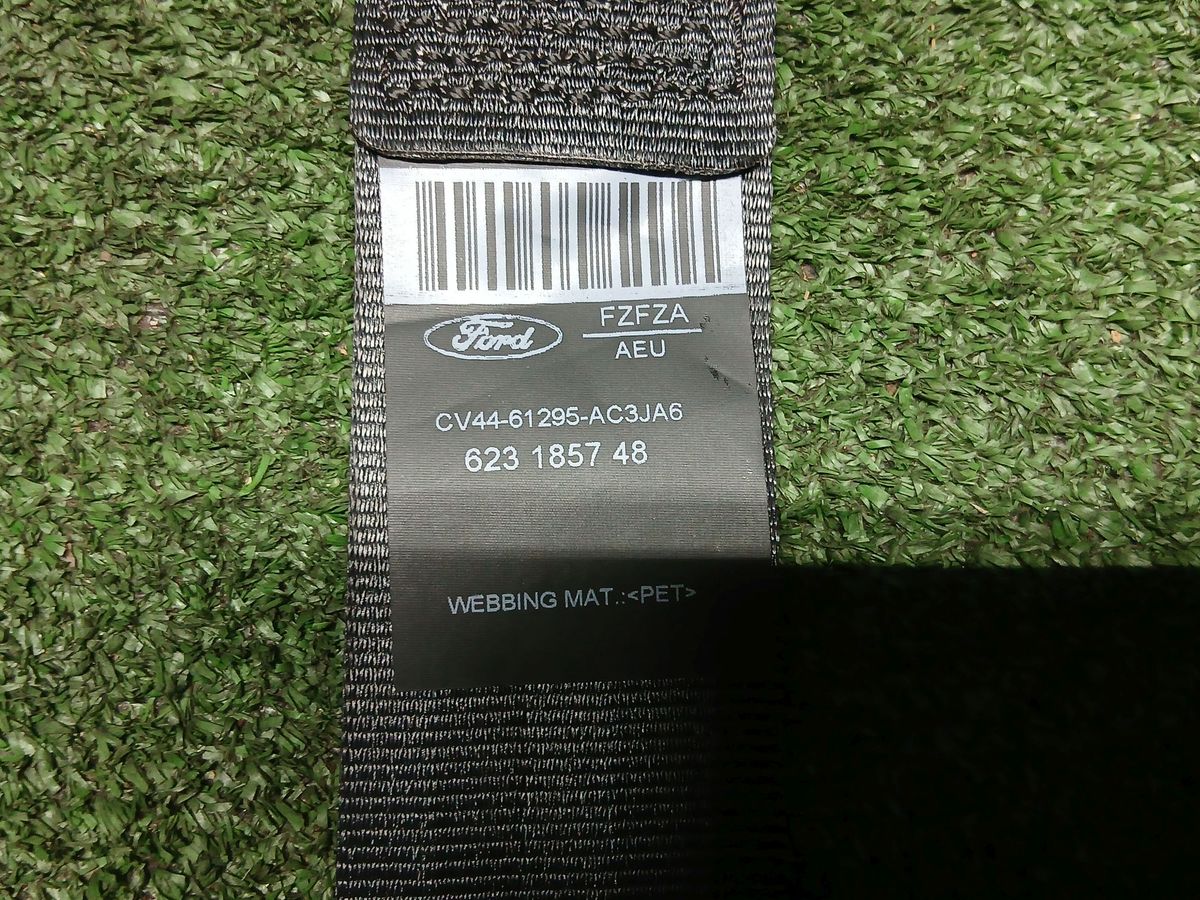 Ford
FZFZA
AEU
CV44-61295-AC3JA6
623 1857 48
WEBBING MAT.:<PET>